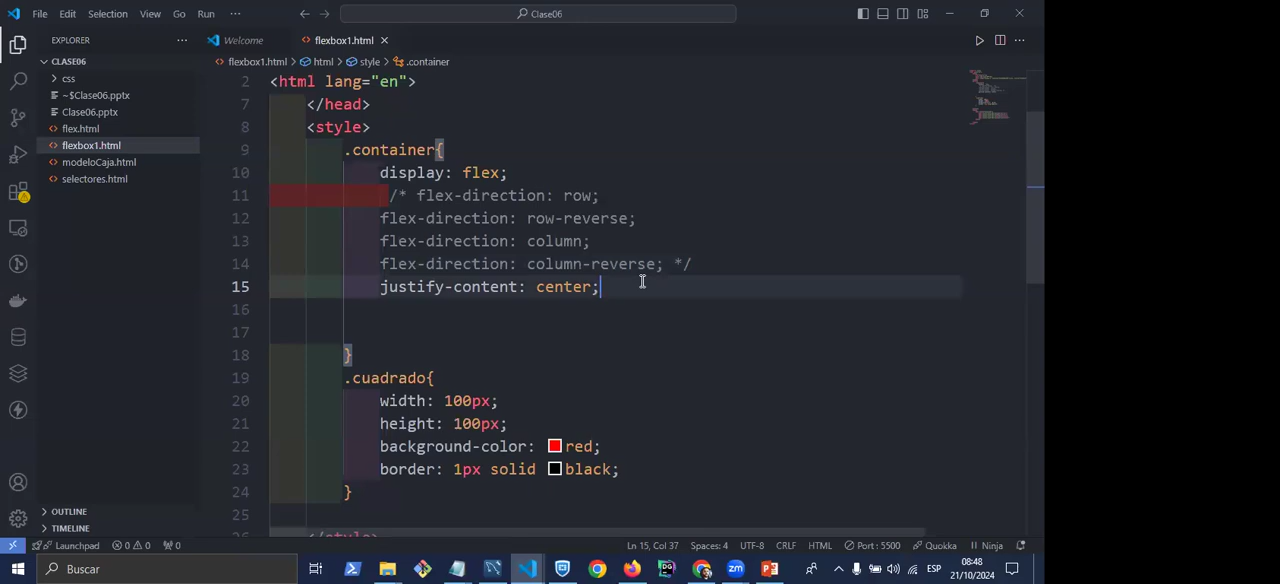 File Edit Selection View Go Run ... Clase06
EXPLORER ...
Welcome
flexbox1.html
flexbox1.html > html > style > .container
CLASE06
css
~$Clase06.pptx
Clase06.pptx
flex.html
flexbox1.html
modeloCaja.html
selectores.html
OUTLINE
TIMELINE
2 <html lang="en">
7 </head>
8 <style>
9 .container{
10 display: flex;
11 /* flex-direction: row;
12 flex-direction: row-reverse;
13 flex-direction: column;
14 flex-direction: column-reverse; */
15 justify-content: center;
16
17
18 }
19 .cuadrado{
20 width: 100px;
21 height: 100px;
22 background-color: red;
23 border: 1px solid black;
24 }
25
Launchpad 0 0 0 Ln 15, Col 37 Spaces: 4 UTF-8 CRLF HTML Port : 5500 Quokka Ninja
Buscar
ESP
08:48
21/10/2024